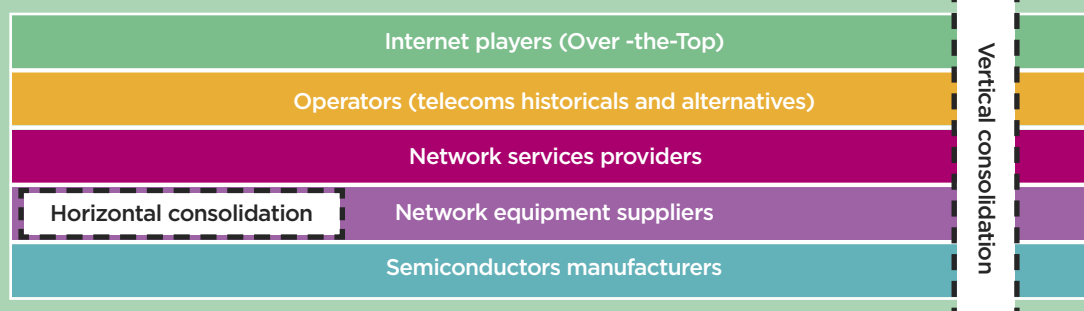 Internet players (Over -the-Top)
Operators (telecoms historicals and alternatives)
Network services providers
Horizontal consolidation
Network equipment suppliers
Semiconductors manufacturers
Vertical consolidation